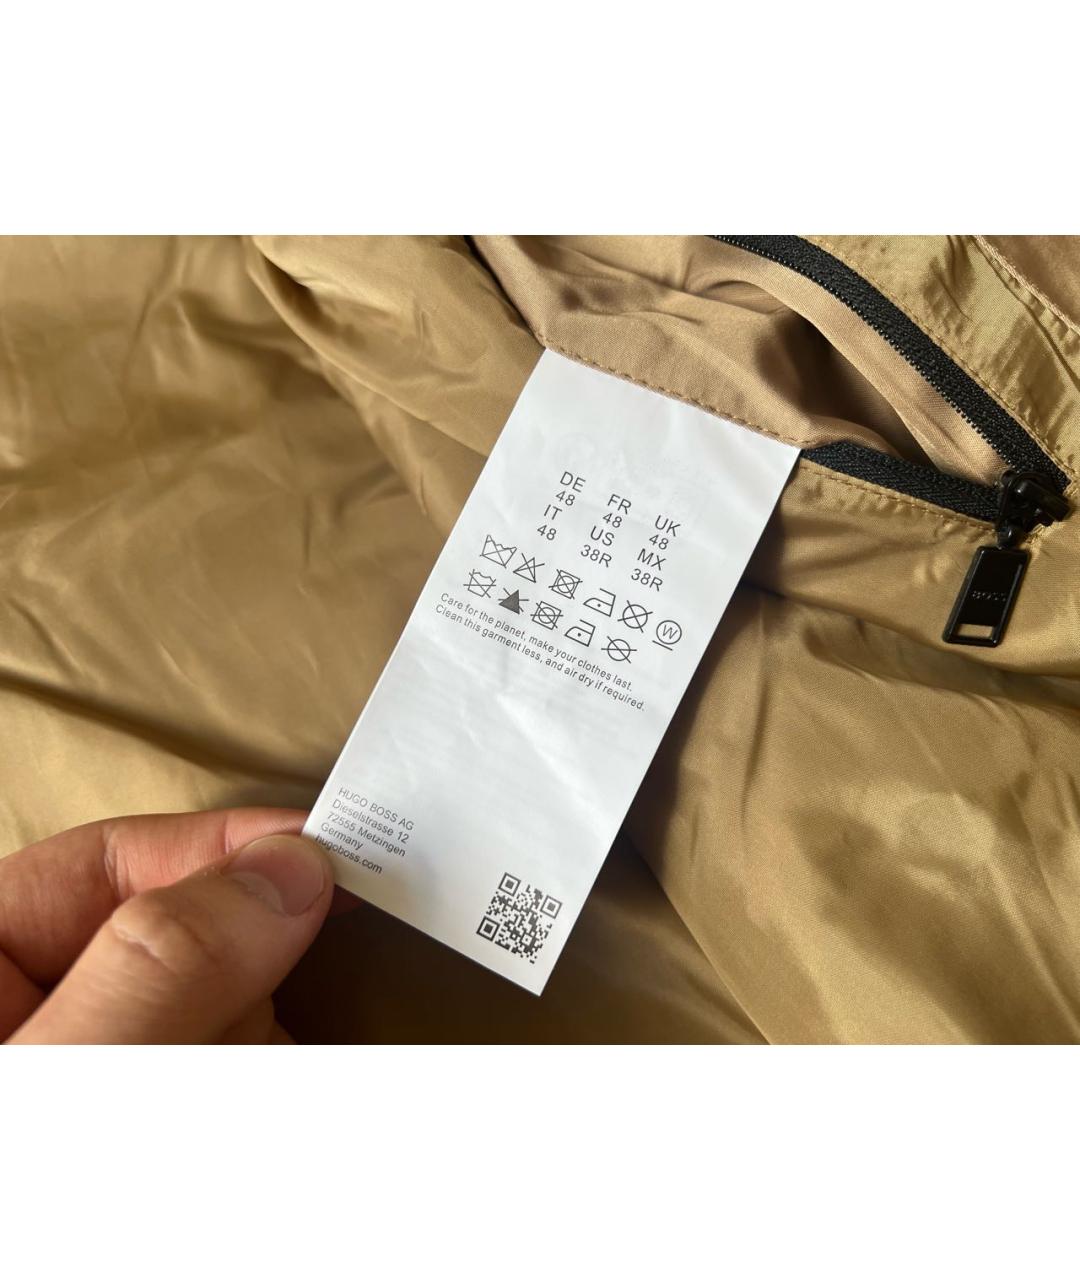 DE FR UK
48 48 48
IT US MX
48 38R 38R
W
Care for the planet, make your clothes last.
Clean this garment less, and air dry if required.
HUGO BOSS AG
Dieselstrasse 12
72555 Metzingen
Germany
hugoboss.com
BOSS